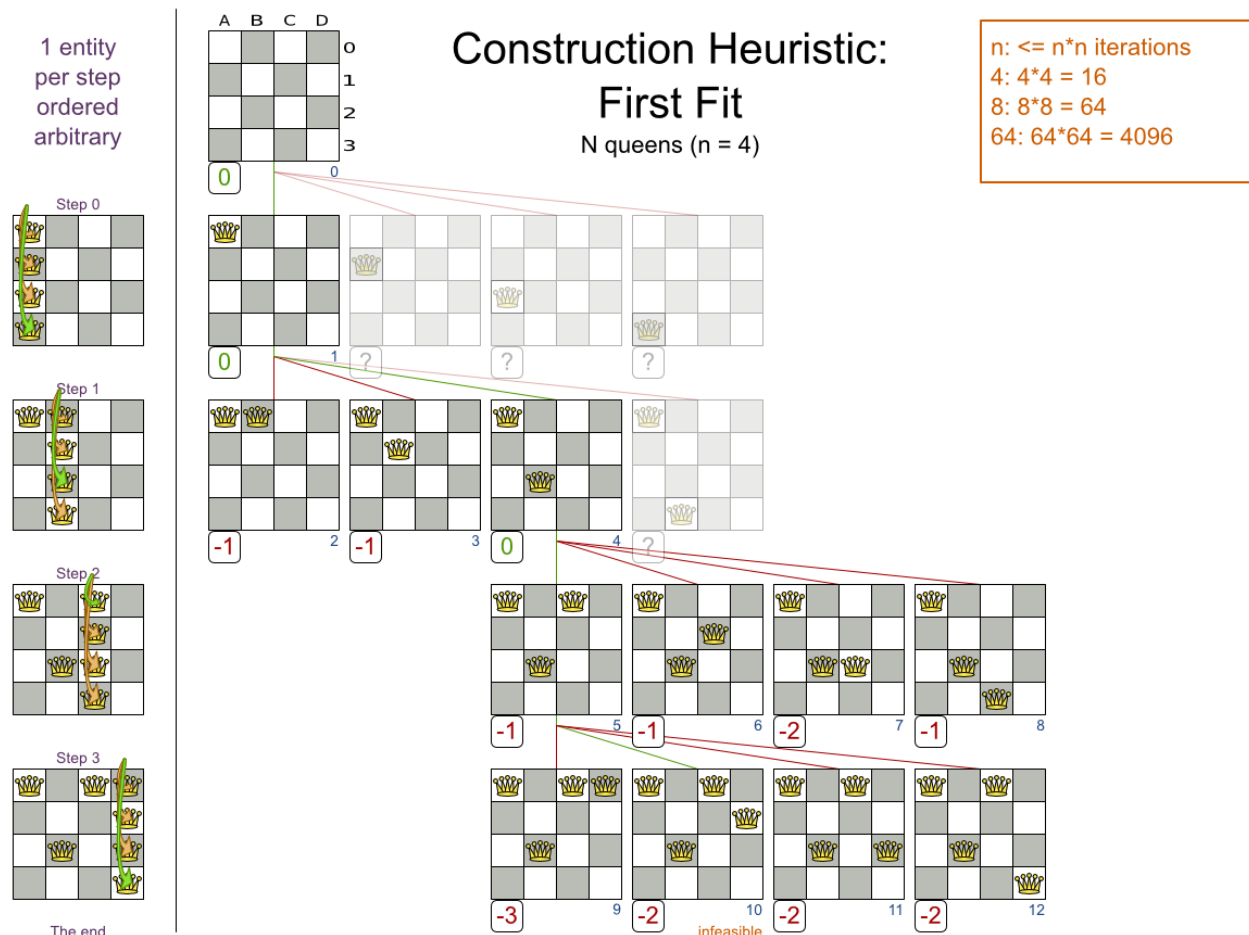 1 entity
per step
ordered
arbitrary
A B C D
0
1
2
3
Construction Heuristic:
First Fit
N queens (n = 4)
n: <= n*n iterations
4: 4*4 = 16
8: 8*8 = 64
64: 64*64 = 4096
0 0
Step 0
0 1 ? ? ?
Step 1
-1 2 -1 3 0 4 ?
Step 2
-1 5 -1 6 -2 7 -1 8
Step 3
-3 9 -2 10 -2 11 -2 12
The end
infeasible